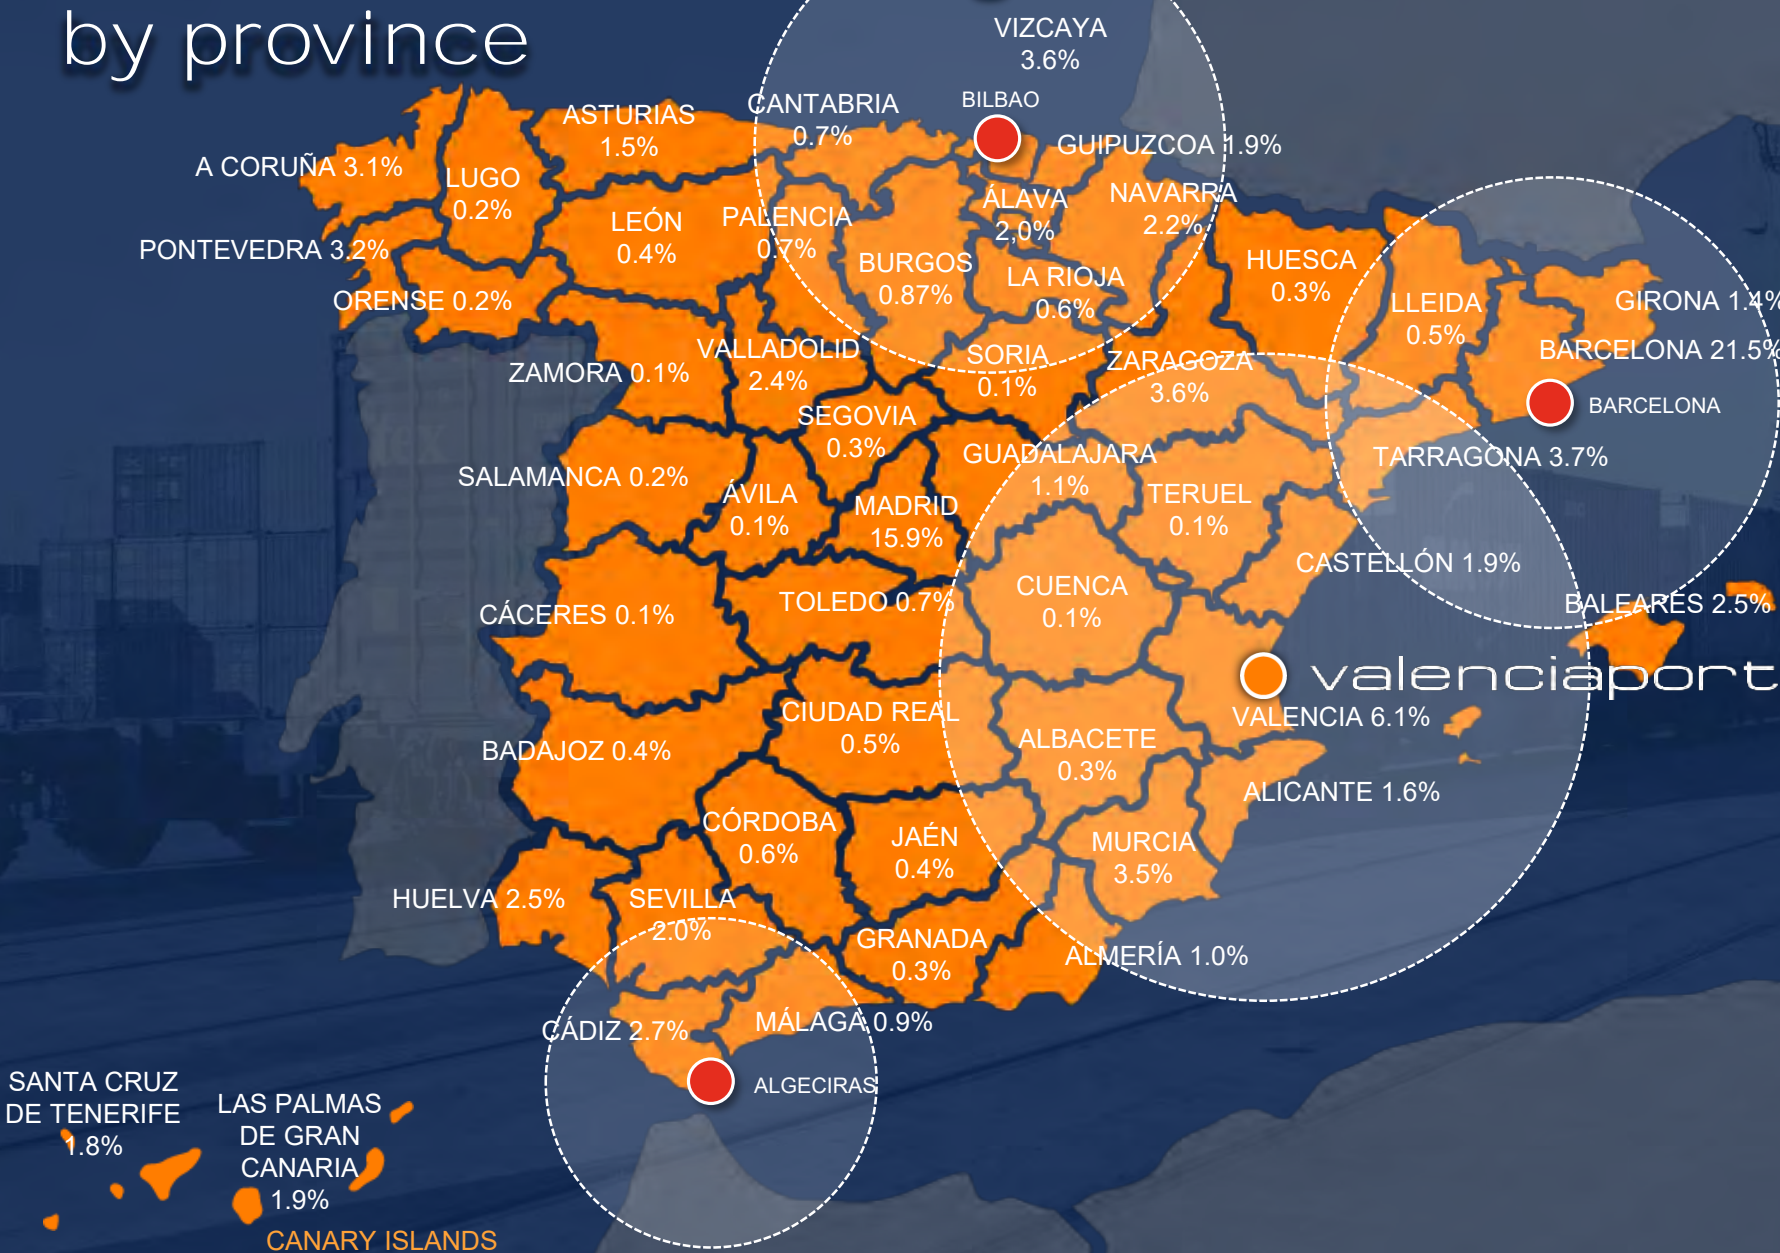 by province
VIZCAYA
3.6%
BILBAO
CANTABRIA
0.7%
ASTURIAS
1.5%
GUIPUZCOA 1.9%
A CORUÑA 3.1%
LUGO
0.2%
LEÓN
0.4%
PALENCIA
0.7%
ÁLAVA
2,0%
NAVARRA
2.2%
PONTEVEDRA 3.2%
BURGOS
0.87%
LA RIOJA
0.6%
HUESCA
0.3%
LLEIDA
0.5%
GIRONA 1.4%
ORENSE 0.2%
BARCELONA 21.5%
ZAMORA 0.1%
VALLADOLID
2.4%
SORIA
0.1%
ZARAGOZA
3.6%
BARCELONA
SEGOVIA
0.3%
GUADALAJARA
1.1%
TARRAGONA 3.7%
SALAMANCA 0.2%
ÁVILA
0.1%
MADRID
15.9%
TERUEL
0.1%
CASTELLÓN 1.9%
CÁCERES 0.1%
TOLEDO 0.7%
CUENCA
0.1%
BALEARES 2.5%
valenciaport
VALENCIA 6.1%
CIUDAD REAL
0.5%
BADAJOZ 0.4%
ALBACETE
0.3%
ALICANTE 1.6%
CÓRDOBA
0.6%
JAÉN
0.4%
MURCIA
3.5%
HUELVA 2.5%
SEVILLA
2.0%
GRANADA
0.3%
ALMERÍA 1.0%
CÁDIZ 2.7%
MÁLAGA 0.9%
ALGECIRAS
SANTA CRUZ
DE TENERIFE
1.8%
LAS PALMAS
DE GRAN
CANARIA
1.9%
CANARY ISLANDS